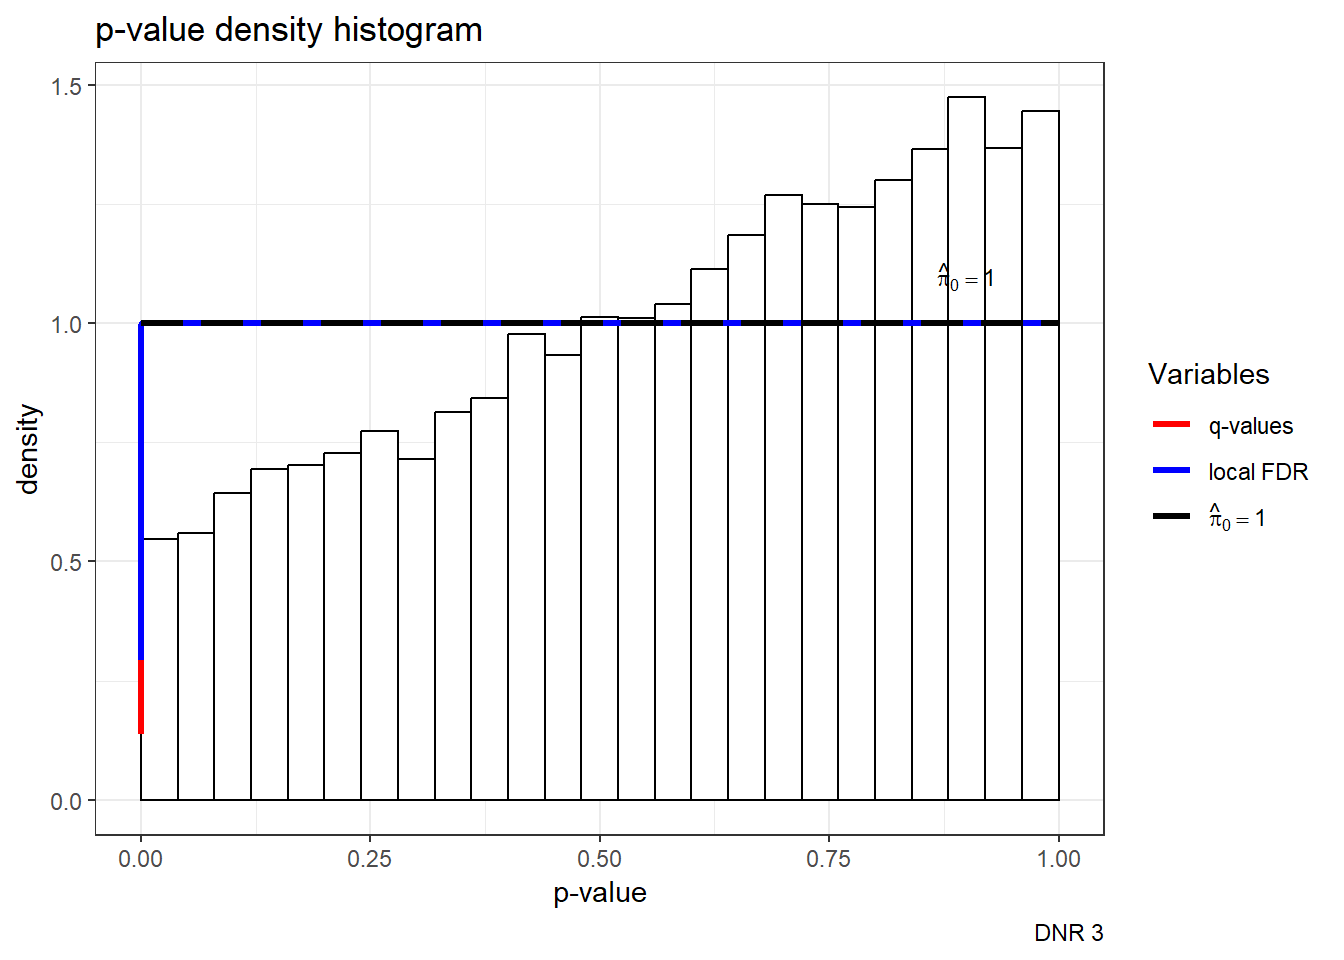 p-value density histogram
1.5
1.0
0.5
0.0
density
π̂₀ = 1
0.00 0.25 0.50 0.75 1.00
p-value
Variables
q-values
local FDR
π̂₀ = 1
DNR 3